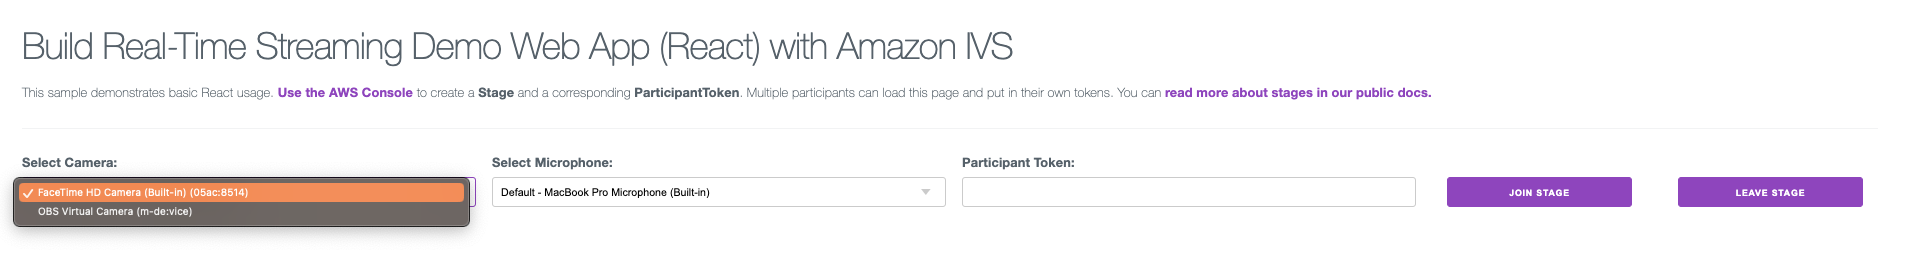 Build Real-Time Streaming Demo Web App (React) with Amazon IVS
This sample demonstrates basic React usage. Use the AWS Console to create a Stage and a corresponding ParticipantToken. Multiple participants can load this page and put in their own tokens. You can read more about stages in our public docs.
Select Camera:
FaceTime HD Camera (Built-in) (05ac:8514)
OBS Virtual Camera (m-de:vice)
Select Microphone:
Default - MacBook Pro Microphone (Built-in)
Participant Token:
JOIN STAGE
LEAVE STAGE